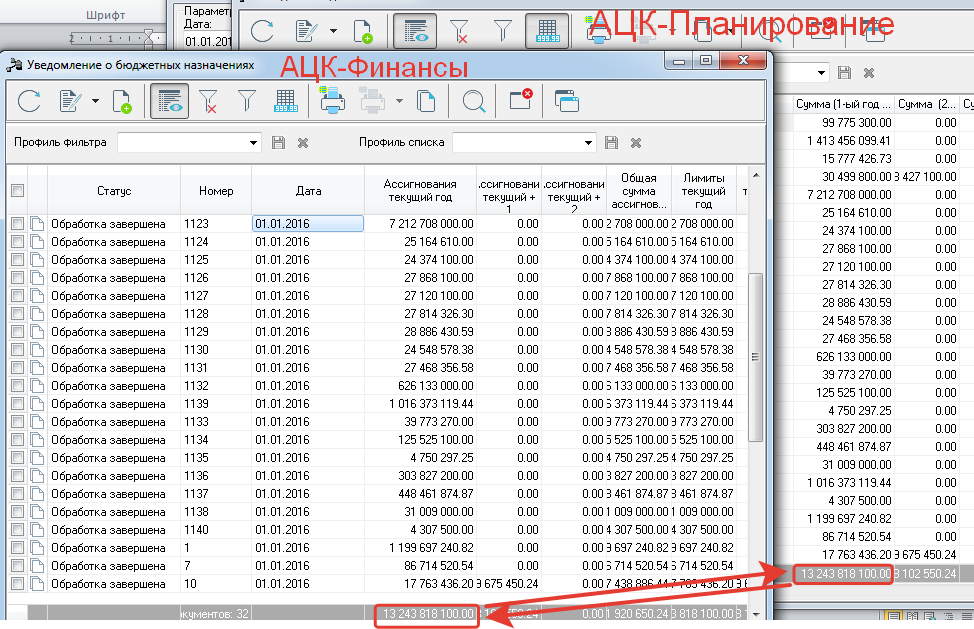 Шрифт
Параметр
Дата:
01.01.201
АЦК-Планирование
Уведомление о бюджетных назначениях
АЦК-Финансы
Профиль фильтра Профиль списка
Статус Номер Дата Ассигнования текущий год .ссигновани текущий + 1 .ссигновани текущий + 2 Общая сумма ассигнов... Лимиты текущий год
Сумма (1-ый год ... Сумма (2...
Обработка завершена 1123 01.01.2016 7 212 708 000.00 0.00 0.00 2 708 000.00 2 708 000.00
Обработка завершена 1124 01.01.2016 25 164 610.00 0.00 0.00 5 164 610.00 5 164 610.00
Обработка завершена 1125 01.01.2016 24 374 100.00 0.00 0.00 4 374 100.00 4 374 100.00
Обработка завершена 1126 01.01.2016 27 868 100.00 0.00 0.00 7 868 100.00 7 868 100.00
Обработка завершена 1127 01.01.2016 27 120 100.00 0.00 0.00 7 120 100.00 7 120 100.00
Обработка завершена 1128 01.01.2016 27 814 326.30 0.00 0.00 7 814 326.30 7 814 326.30
Обработка завершена 1129 01.01.2016 28 886 430.59 0.00 0.00 8 886 430.59 8 886 430.59
Обработка завершена 1130 01.01.2016 24 548 578.38 0.00 0.00 4 548 578.38 4 548 578.38
Обработка завершена 1131 01.01.2016 27 468 356.58 0.00 0.00 7 468 356.58 7 468 356.58
Обработка завершена 1132 01.01.2016 626 133 000.00 0.00 0.00 6 133 000.00 6 133 000.00
Обработка завершена 1139 01.01.2016 1 016 373 119.44 0.00 0.00 6 373 119.44 6 373 119.44
Обработка завершена 1133 01.01.2016 39 773 270.00 0.00 0.00 9 773 270.00 9 773 270.00
Обработка завершена 1134 01.01.2016 125 525 100.00 0.00 0.00 5 525 100.00 5 525 100.00
Обработка завершена 1135 01.01.2016 4 750 297.25 0.00 0.00 4 750 297.25 4 750 297.25
Обработка завершена 1136 01.01.2016 303 827 200.00 0.00 0.00 3 827 200.00 3 827 200.00
Обработка завершена 1137 01.01.2016 448 461 874.87 0.00 0.00 8 461 874.87 8 461 874.87
Обработка завершена 1138 01.01.2016 31 009 000.00 0.00 0.00 1 009 000.00 1 009 000.00
Обработка завершена 1140 01.01.2016 4 307 500.00 0.00 0.00 4 307 500.00 4 307 500.00
Обработка завершена 1 01.01.2016 1 199 697 240.82 0.00 0.00 9 697 240.82 9 697 240.82
Обработка завершена 7 01.01.2016 86 714 520.54 0.00 0.00 6 714 520.54 6 714 520.54
Обработка завершена 10 01.01.2016 17 763 436.20 9 675 450.24 0.00 7 438 886.44 7 763 436.20
кументов: 32 13 243 818 100.00 0.00 1 920 650.24 3 818 100.00
99 775 300.00 0.00
1 413 456 099.41 0.00
15 777 426.73 0.00
30 499 800.00 3 427 100.00
7 212 708 000.00 0.00
25 164 610.00 0.00
24 374 100.00 0.00
27 868 100.00 0.00
27 120 100.00 0.00
27 814 326.30 0.00
28 886 430.59 0.00
24 548 578.38 0.00
27 468 356.58 0.00
626 133 000.00 0.00
39 773 270.00 0.00
125 525 100.00 0.00
4 750 297.25 0.00
303 827 200.00 0.00
448 461 874.87 0.00
31 009 000.00 0.00
1 016 373 119.44 0.00
4 307 500.00 0.00
1 199 697 240.82 0.00
86 714 520.54 0.00
17 763 436.20 9 675 450.24
13 243 818 100.00 3 102 550.24